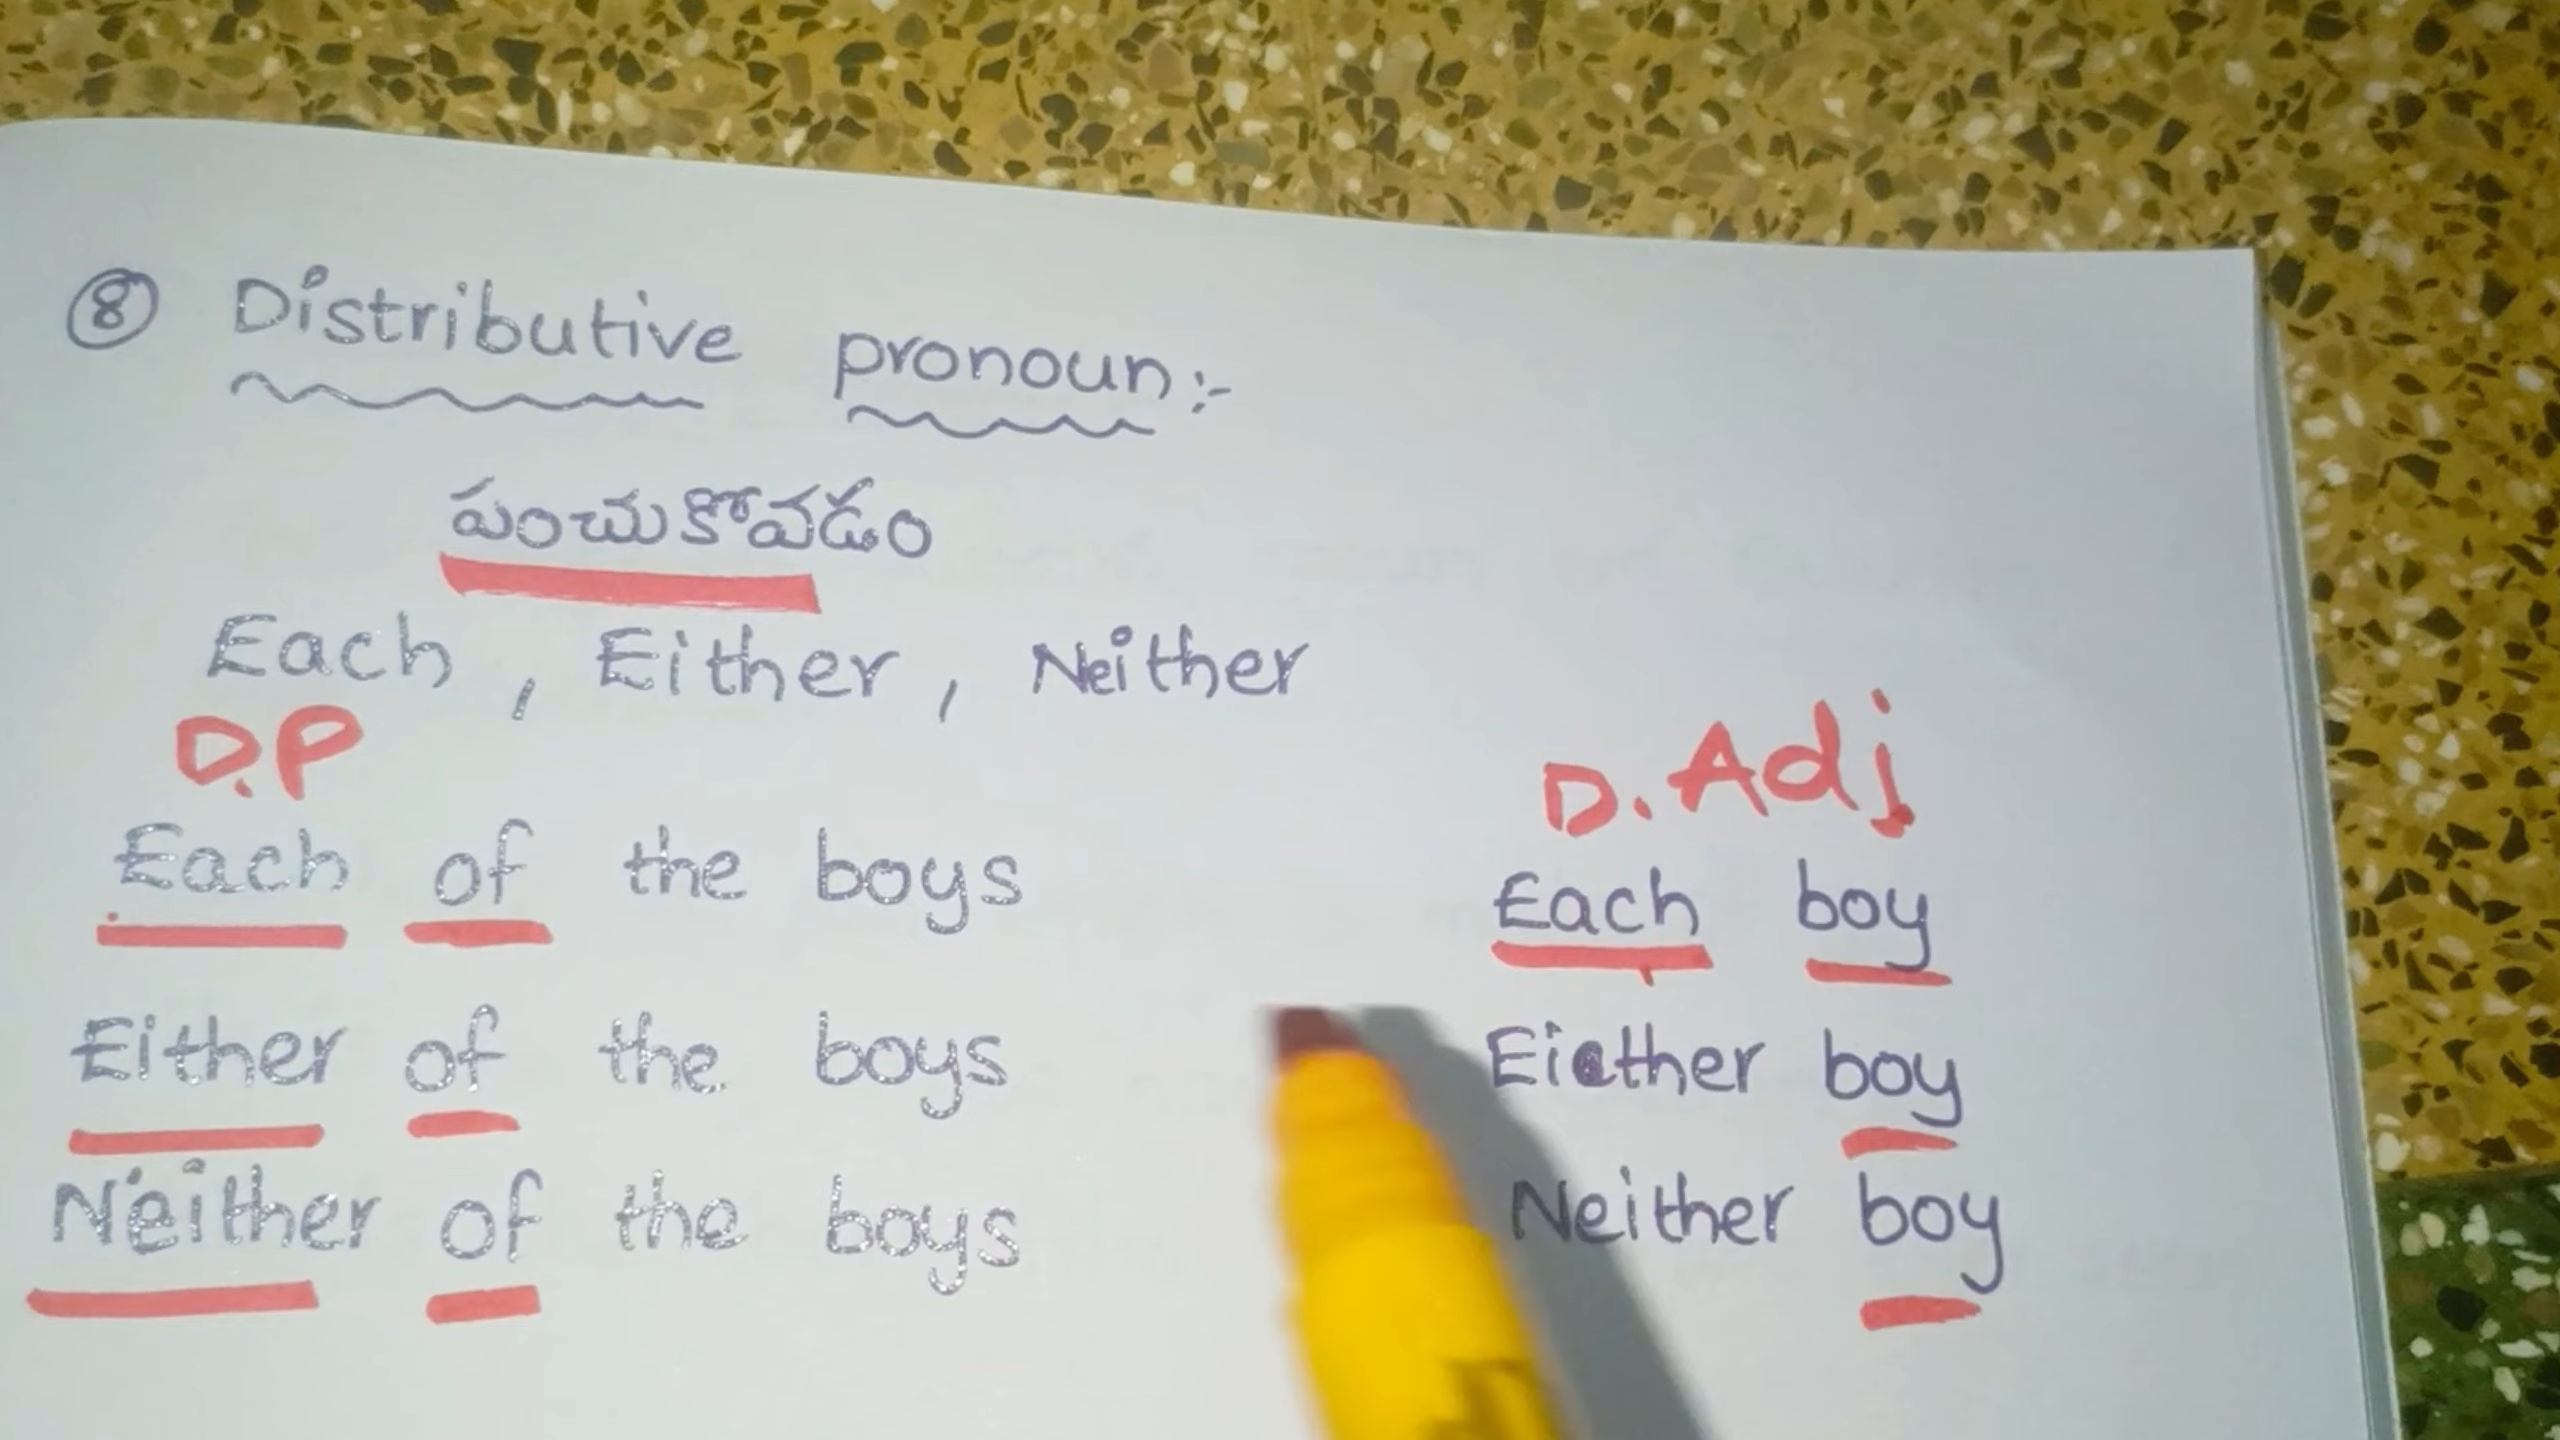 8 Distributive pronoun:-
పంచుకోవడం
Each, Either, Neither
D.P
D.Adj
Each of the boys
Each boy
Either of the boys
Either boy
Neither of the boys
Neither boy